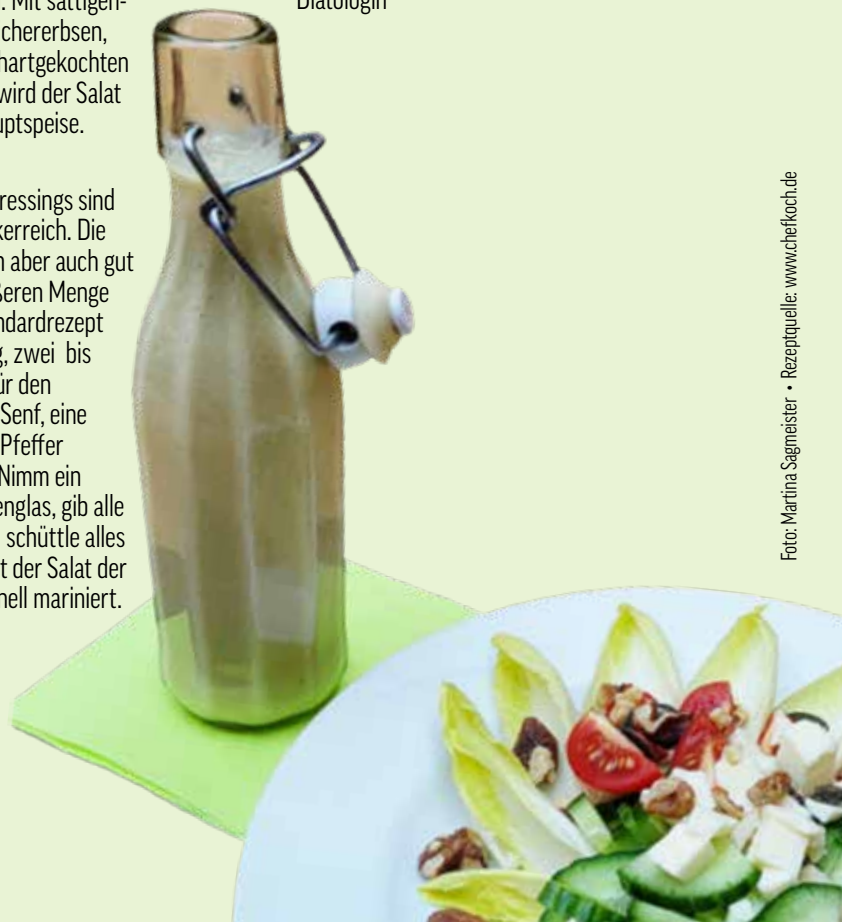 . Mit sättigen-
chererbsen,
hartgekochten
wird der Salat
uptspeise.
ressings sind
kerreich. Die
n aber auch gut
ßeren Menge
ndardrezept
g, zwei bis
ür den
Senf, eine
Pfeffer
Nimm ein
englas, gib alle
schüttle alles
t der Salat der
nell mariniert.
Diätologin
Foto: Martina Sagmeister • Rezeptquelle: www.chefkoch.de